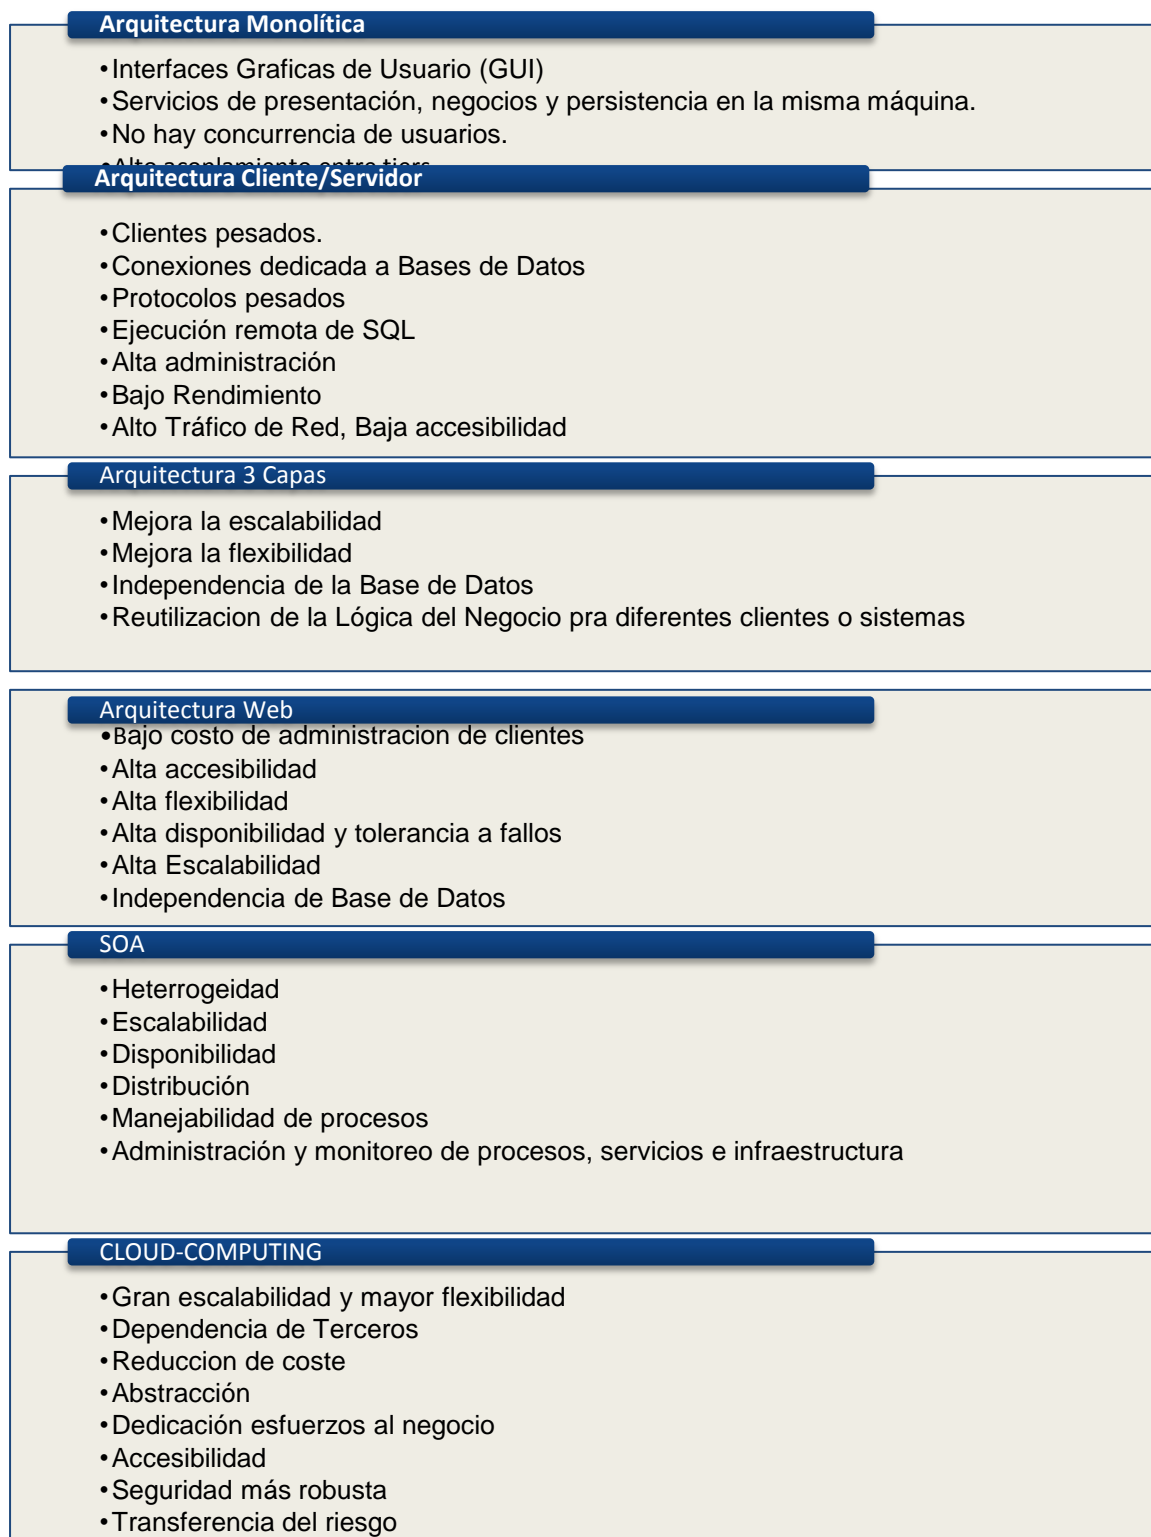 Arquitectura Monolítica
•Interfaces Graficas de Usuario (GUI)
•Servicios de presentación, negocios y persistencia en la misma máquina.
•No hay concurrencia de usuarios.
•Alto acoplamiento entre tiers
Arquitectura Cliente/Servidor
•Clientes pesados.
•Conexiones dedicada a Bases de Datos
•Protocolos pesados
•Ejecución remota de SQL
•Alta administración
•Bajo Rendimiento
•Alto Tráfico de Red, Baja accesibilidad
Arquitectura 3 Capas
•Mejora la escalabilidad
•Mejora la flexibilidad
•Independencia de la Base de Datos
•Reutilizacion de la Lógica del Negocio pra diferentes clientes o sistemas
Arquitectura Web
•Bajo costo de administracion de clientes
•Alta accesibilidad
•Alta flexibilidad
•Alta disponibilidad y tolerancia a fallos
•Alta Escalabilidad
•Independencia de Base de Datos
SOA
•Heterrogeidad
•Escalabilidad
•Disponibilidad
•Distribución
•Manejabilidad de procesos
•Administración y monitoreo de procesos, servicios e infraestructura
CLOUD-COMPUTING
•Gran escalabilidad y mayor flexibilidad
•Dependencia de Terceros
•Reduccion de coste
•Abstracción
•Dedicación esfuerzos al negocio
•Accesibilidad
•Seguridad más robusta
•Transferencia del riesgo